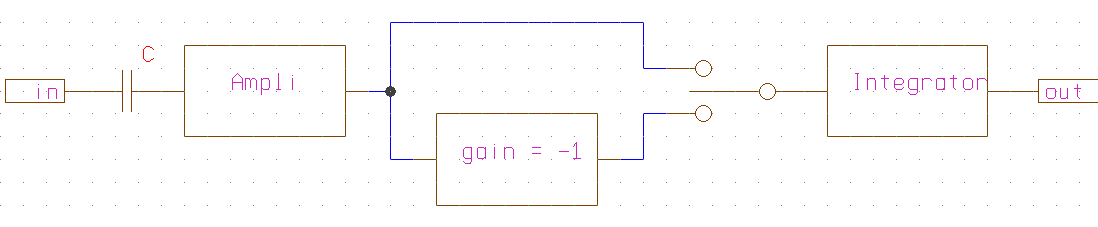 C
in
Ampli
gain = -1
Integrator
out